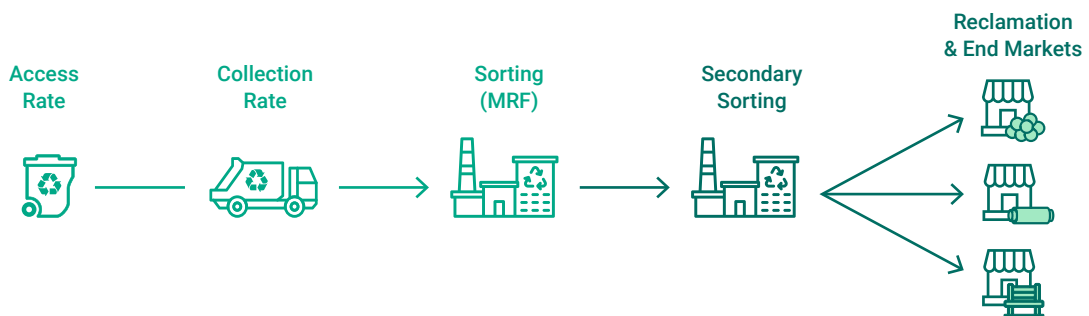 Access
Rate
Collection
Rate
Sorting
(MRF)
Secondary
Sorting
Reclamation
& End Markets